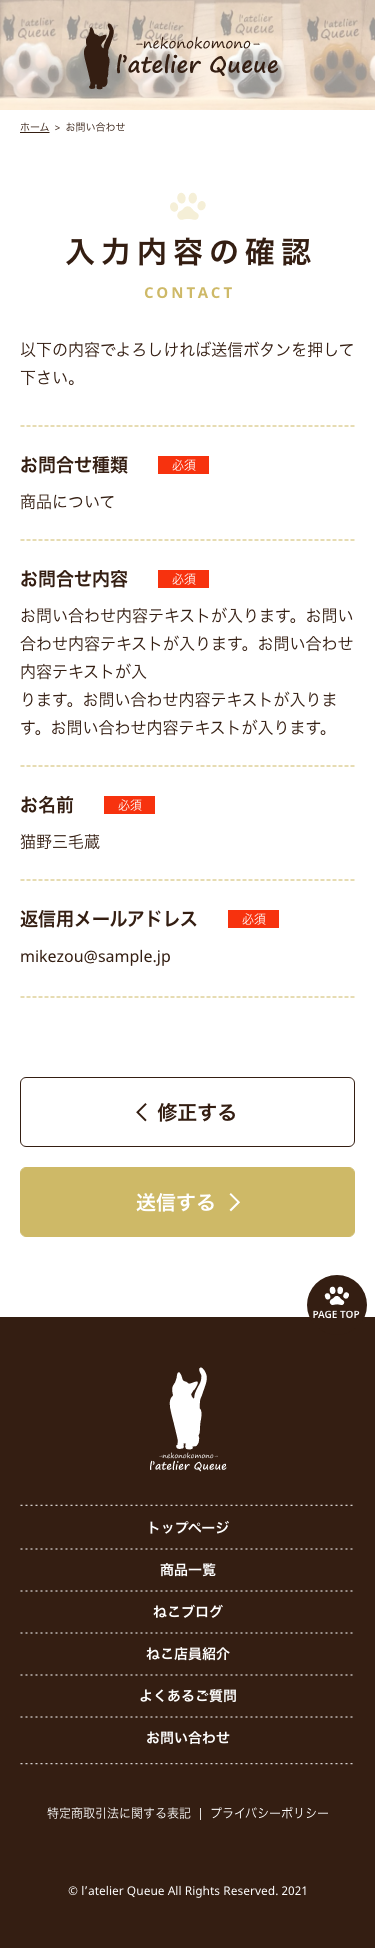 -nekonokomono-
l'atelier Queue
ホーム > お問い合わせ
入力内容の確認
CONTACT
以下の内容でよろしければ送信ボタンを押して
下さい。
お問合せ種類 必須
商品について
お問合せ内容 必須
お問い合わせ内容テキストが入ります。お問い
合わせ内容テキストが入ります。お問い合わせ
内容テキストが入
ります。お問い合わせ内容テキストが入りま
す。お問い合わせ内容テキストが入ります。
お名前 必須
猫野三毛蔵
返信用メールアドレス 必須
mikezou@sample.jp
修正する
送信する
PAGE TOP
-nekonokomono-
l'atelier Queue
トップページ
商品一覧
ねこブログ
ねこ店員紹介
よくあるご質問
お問い合わせ
特定商取引法に関する表記 | プライバシーポリシー
© l’atelier Queue All Rights Reserved. 2021